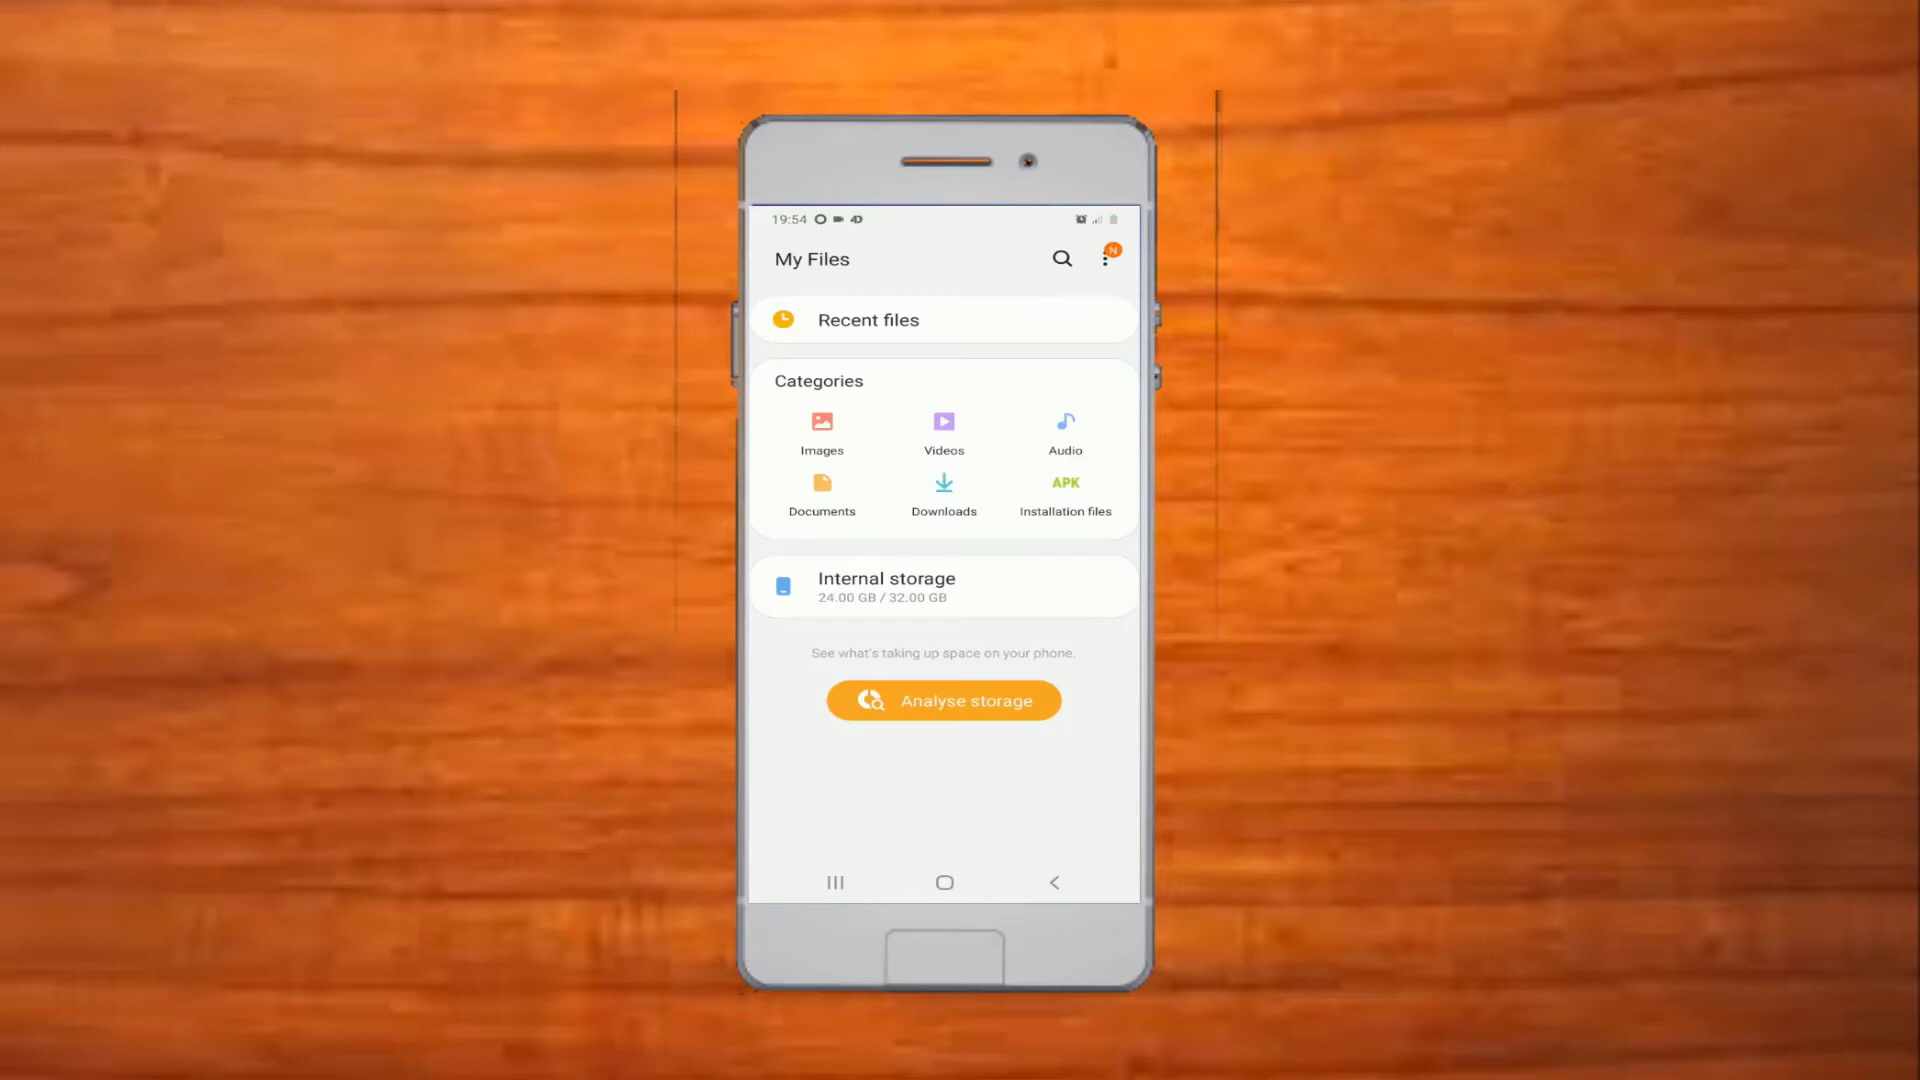 19:54
My Files
N
Recent files
Categories
Images Videos Audio
APK
Documents Downloads Installation files
Internal storage
24.00 GB / 32.00 GB
See what's taking up space on your phone.
Analyse storage